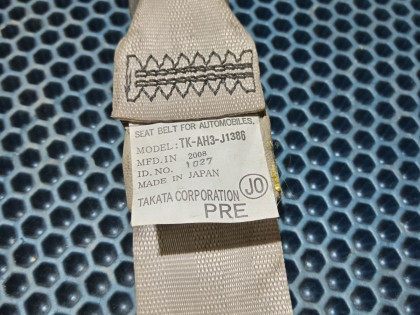 SEAT BELT FOR AUTOMOBILES.
MODEL: TK-AH3-J1386
MFD. IN 2008
ID. NO. 1027
MADE IN JAPAN
TAKATA CORPORATION JO
PRE